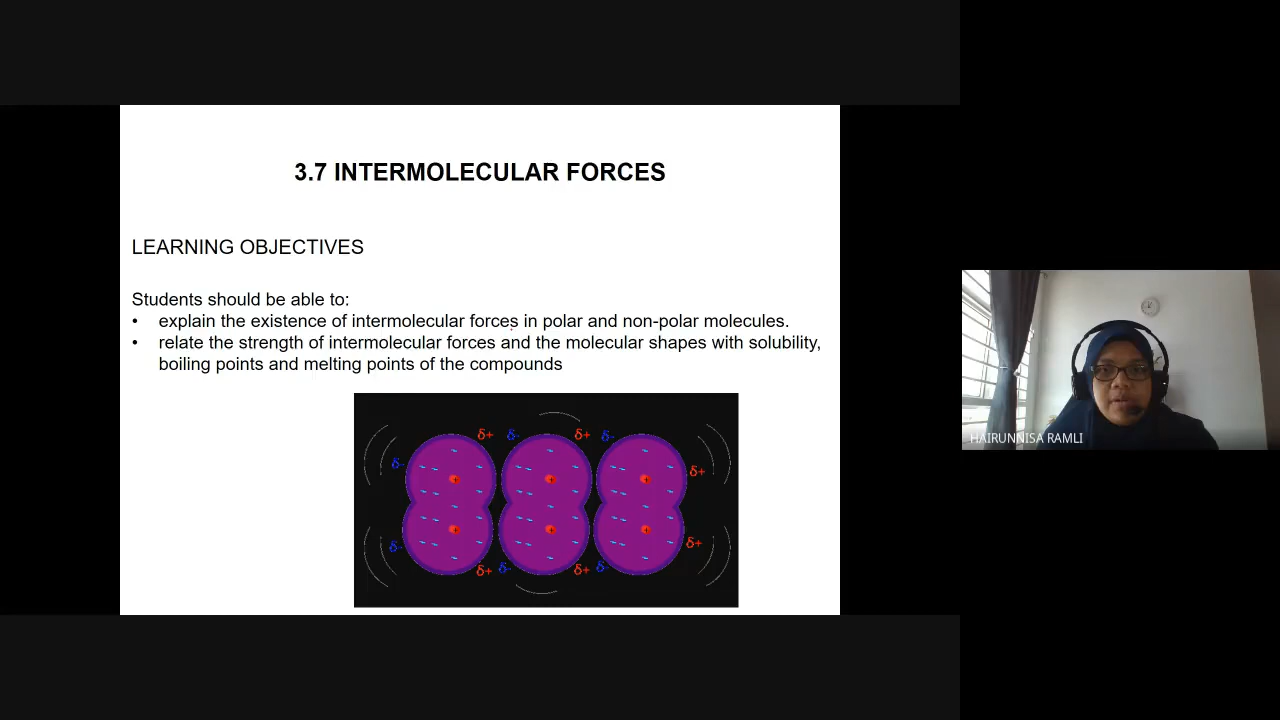 3.7 INTERMOLECULAR FORCES
LEARNING OBJECTIVES
Students should be able to:
• explain the existence of intermolecular forces in polar and non-polar molecules.
• relate the strength of intermolecular forces and the molecular shapes with solubility,
boiling points and melting points of the compounds
δ+ δ- δ+ δ-
δ- δ+
δ- δ+
δ+ δ- δ+ δ-
HAIRUNNISA RAMLI